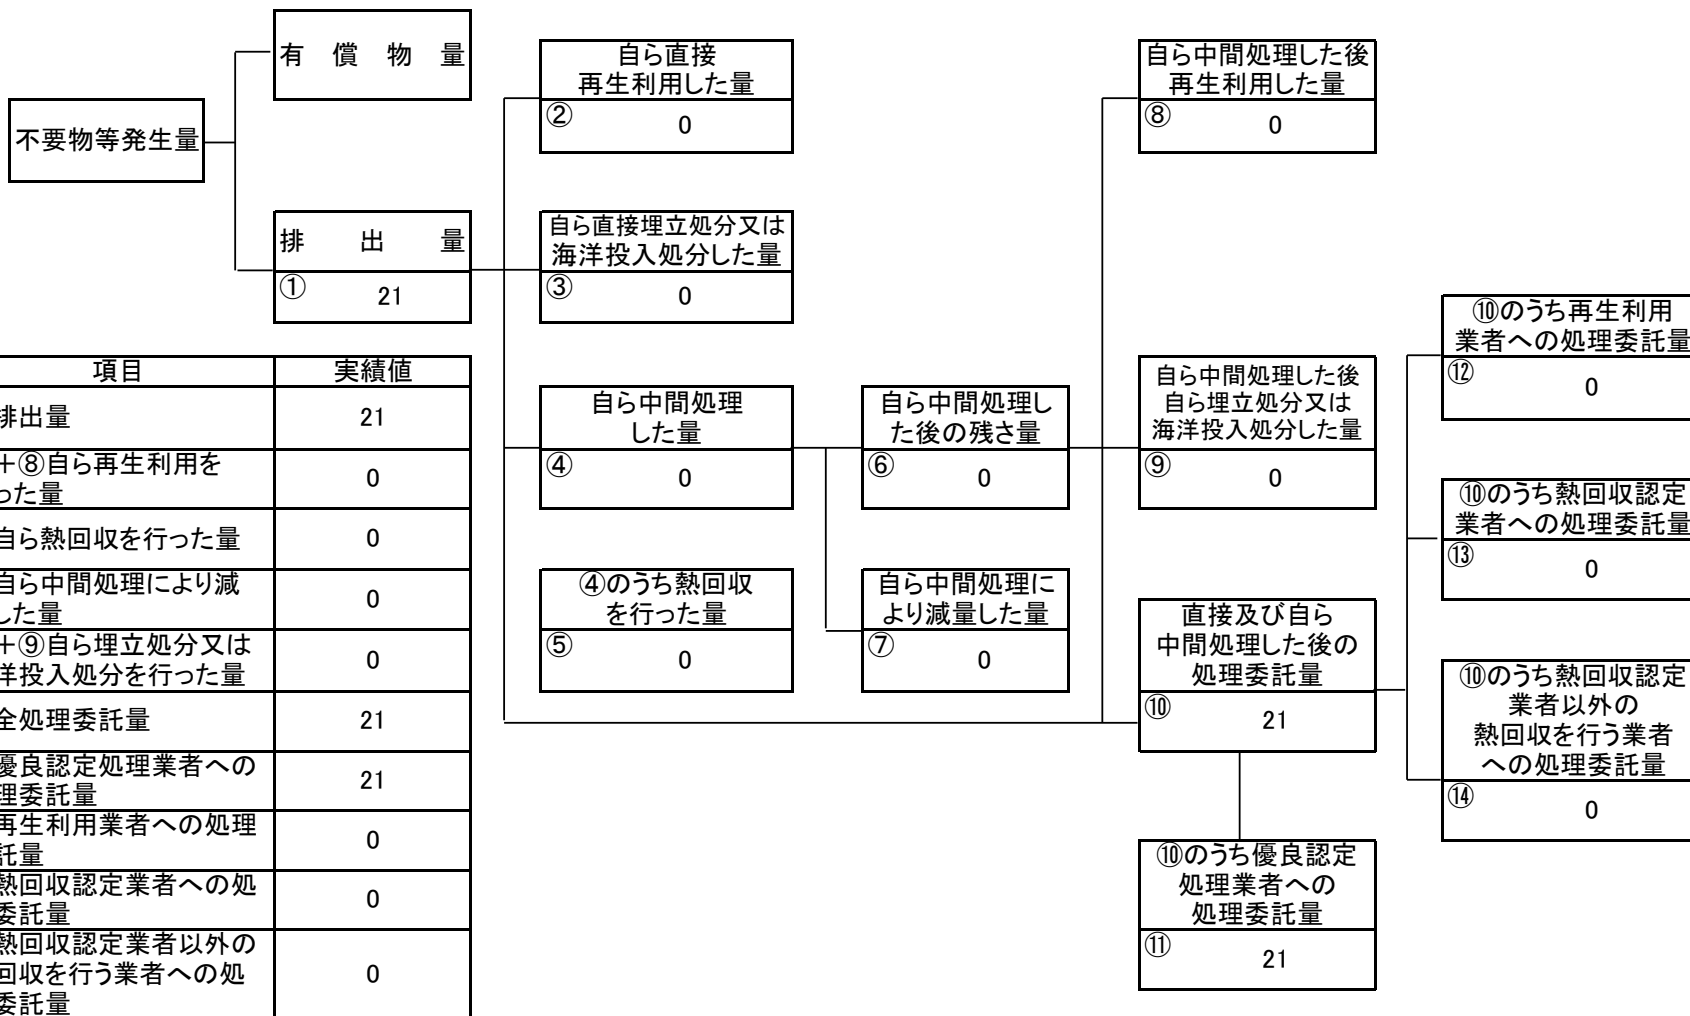 有　償　物　量
不要物等発生量
排　出　量
①
21
自ら直接
再生利用した量
②
0
自ら直接埋立処分又は
海洋投入処分した量
③
0
自ら中間処理
した量
④
0
④のうち熱回収
を行った量
⑤
0
自ら中間処理し
た後の残さ量
⑥
0
自ら中間処理に
より減量した量
⑦
0
自ら中間処理した後
再生利用した量
⑧
0
自ら中間処理した後
自ら埋立処分又は
海洋投入処分した量
⑨
0
直接及び自ら
中間処理した後の
処理委託量
⑩
21
⑩のうち優良認定
処理業者への
処理委託量
⑪
21
⑩のうち再生利用
業者への処理委託量
⑫
0
⑩のうち熱回収認定
業者への処理委託量
⑬
0
⑩のうち熱回収認定
業者以外の
熱回収を行う業者
への処理委託量
⑭
0
項目
実績値
排出量
21
+⑧自ら再生利用を
った量
0
自ら熱回収を行った量
0
自ら中間処理により減
した量
0
+⑨自ら埋立処分又は
洋投入処分を行った量
0
全処理委託量
21
優良認定処理業者への
理委託量
21
再生利用業者への処理
託量
0
熱回収認定業者への処
委託量
0
熱回収認定業者以外の
回収を行う業者への処
委託量
0